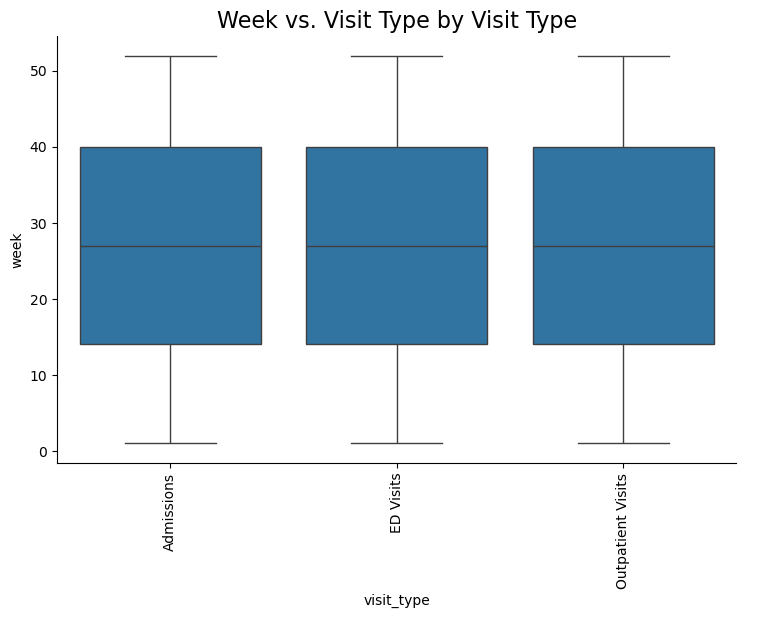 Week vs. Visit Type by Visit Type
50
40
30
20
10
0
week
Admissions
ED Visits
Outpatient Visits
visit_type